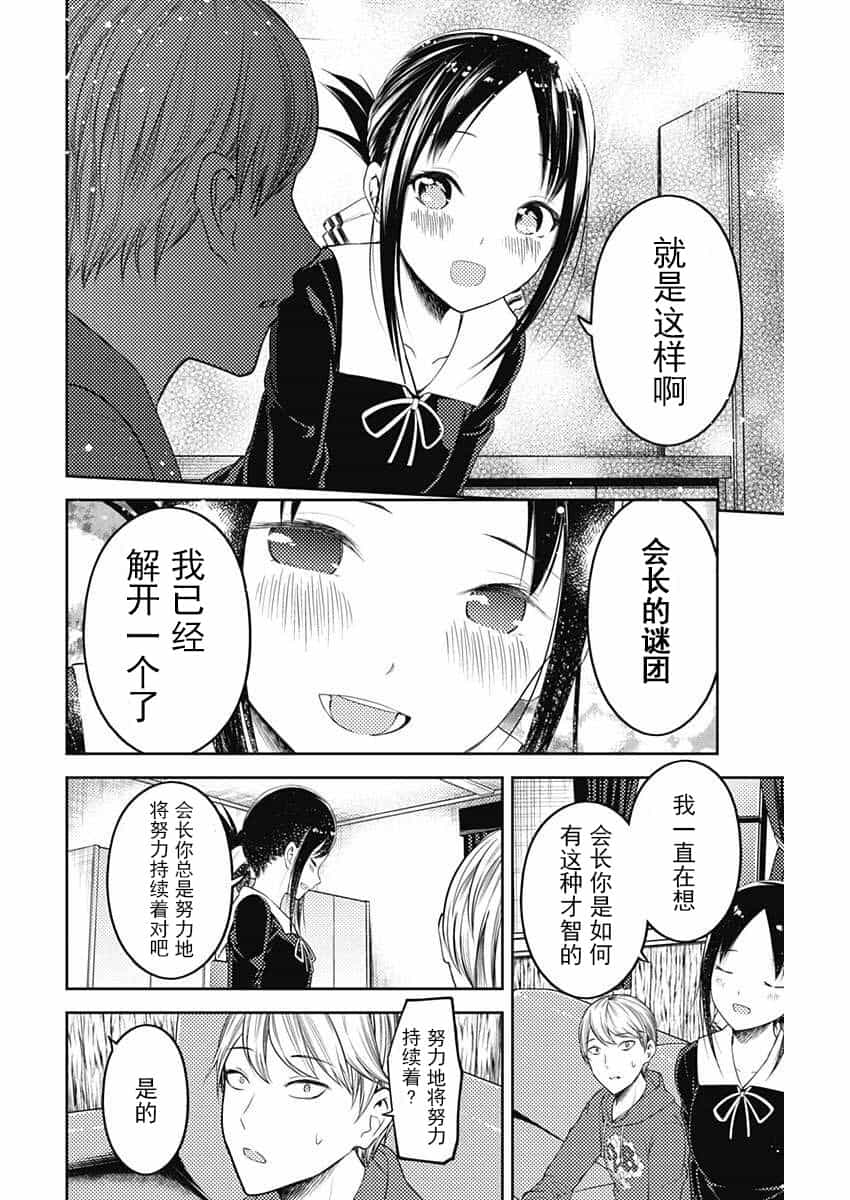 就是这样啊
会长的谜团
我已经
解开一个了
我一直在想
会长你是如何
有这种才智的
会长你总是努力地
将努力持续着对吧
努力地将努力
持续着？
是的